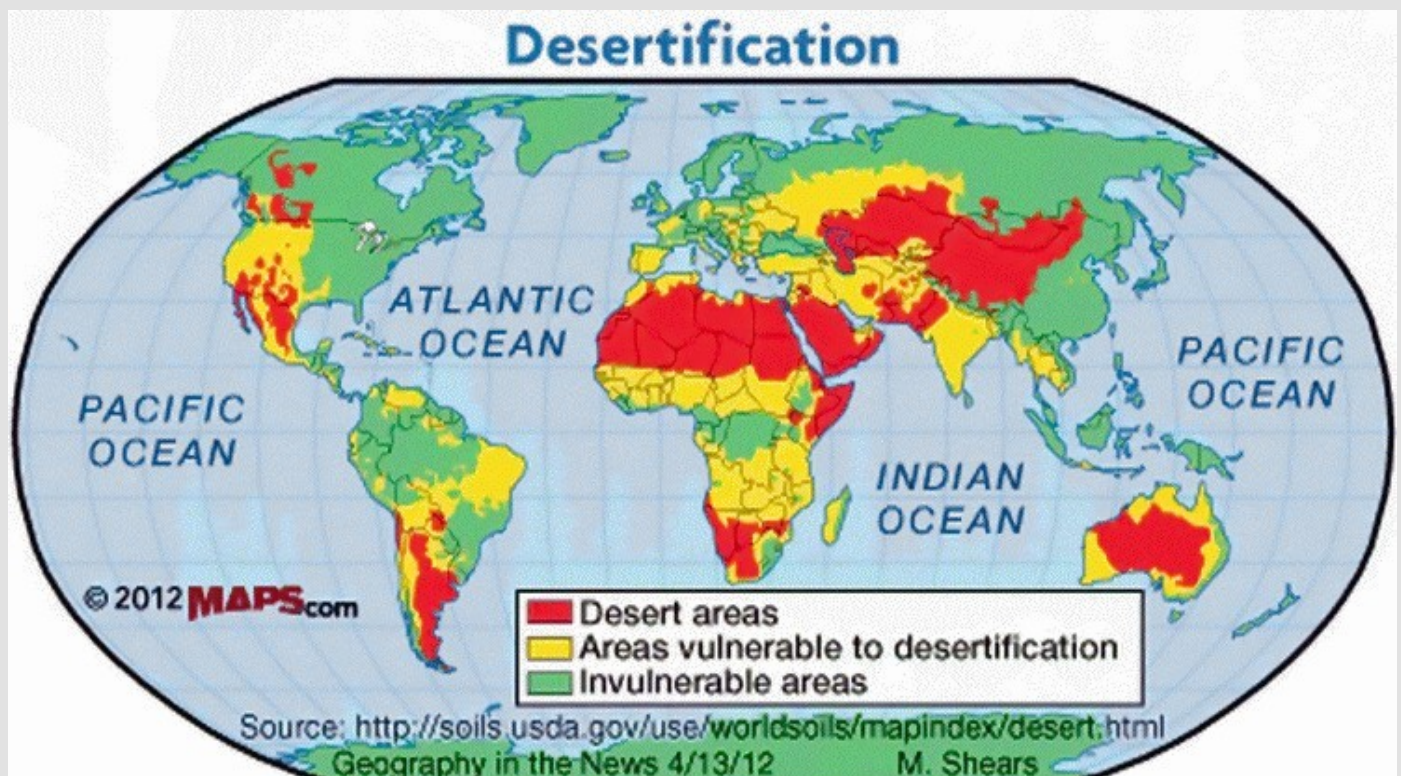 Desertification
ATLANTIC
OCEAN
PACIFIC
OCEAN
PACIFIC
OCEAN
INDIAN
OCEAN
© 2012 MAPS.com
Desert areas
Areas vulnerable to desertification
Invulnerable areas
Source: http://soils.usda.gov/use/worldsoils/mapindex/desert.html
Geography in the News 4/13/12 M. Shears